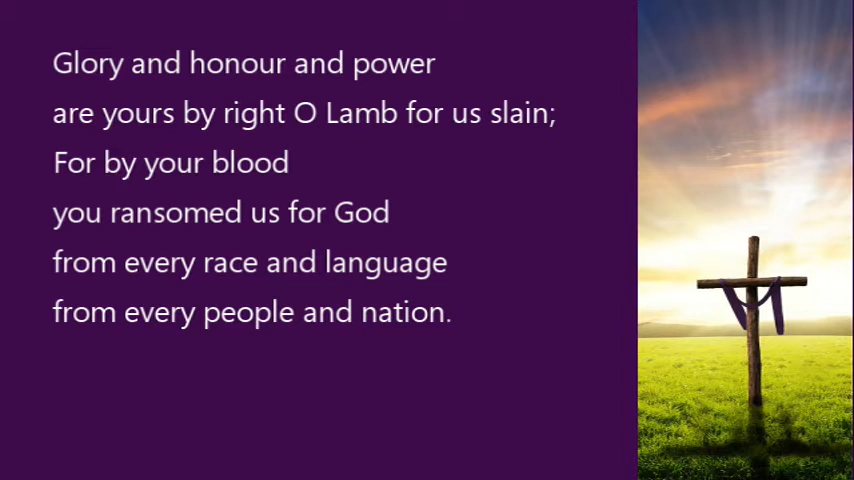 Glory and honour and power
are yours by right O Lamb for us slain;
For by your blood
you ransomed us for God
from every race and language
from every people and nation.